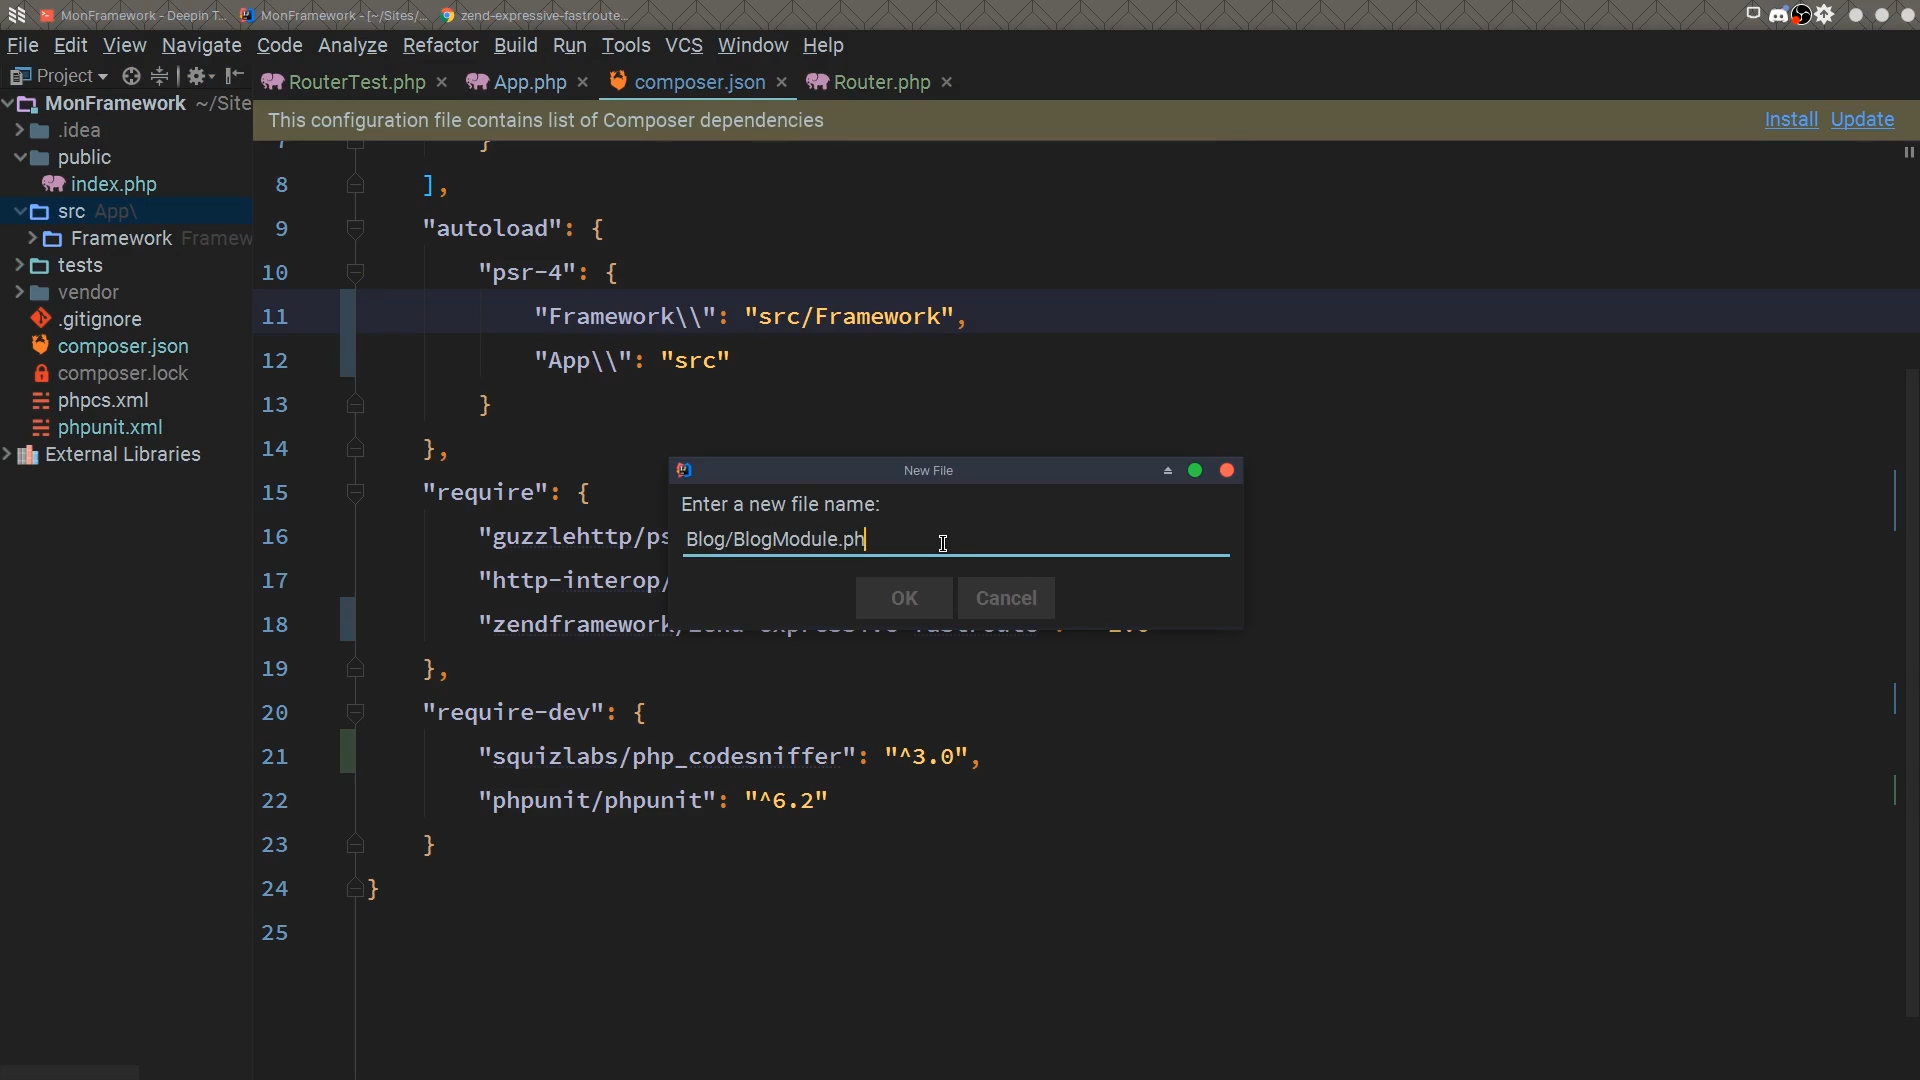 MonFramework - Deepin T...
MonFramework - [~/Sites/...
zend-expressive-fastroute...
File Edit View Navigate Code Analyze Refactor Build Run Tools VCS Window Help
Project
RouterTest.php
App.php
composer.json
Router.php
MonFramework ~/Site
.idea
public
index.php
src App\
Framework Framew
tests
vendor
.gitignore
composer.json
composer.lock
phpcs.xml
phpunit.xml
External Libraries
This configuration file contains list of Composer dependencies
Install Update
7 }
8 ],
9 "autoload": {
10 "psr-4": {
11 "Framework\\": "src/Framework",
12 "App\\": "src"
13 }
14 },
15 "require": {
16 "guzzlehttp/ps
17 "http-interop/
18 "zendframework/zend-expressive-fastroute"
19 },
20 "require-dev": {
21 "squizlabs/php_codesniffer": "^3.0",
22 "phpunit/phpunit": "^6.2"
23 }
24 }
25
New File
Enter a new file name:
Blog/BlogModule.ph
OK Cancel